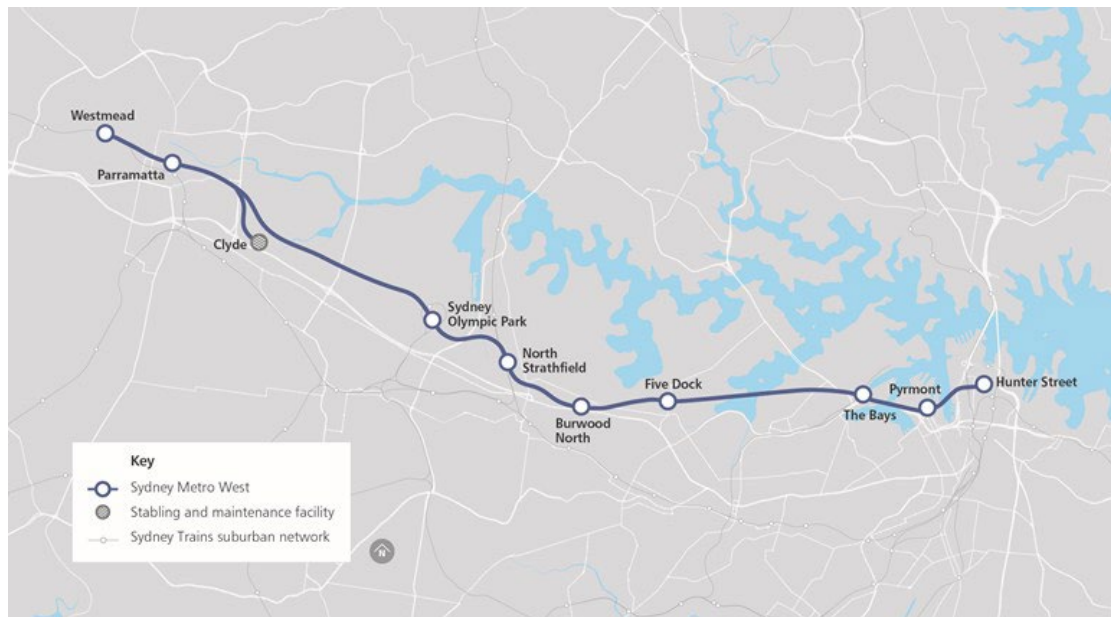 Westmead
Parramatta
Clyde
Sydney
Olympic Park
North
Strathfield
Burwood
North
Five Dock
The Bays
Pyrmont
Hunter Street
Key
Sydney Metro West
Stabling and maintenance facility
Sydney Trains suburban network
N